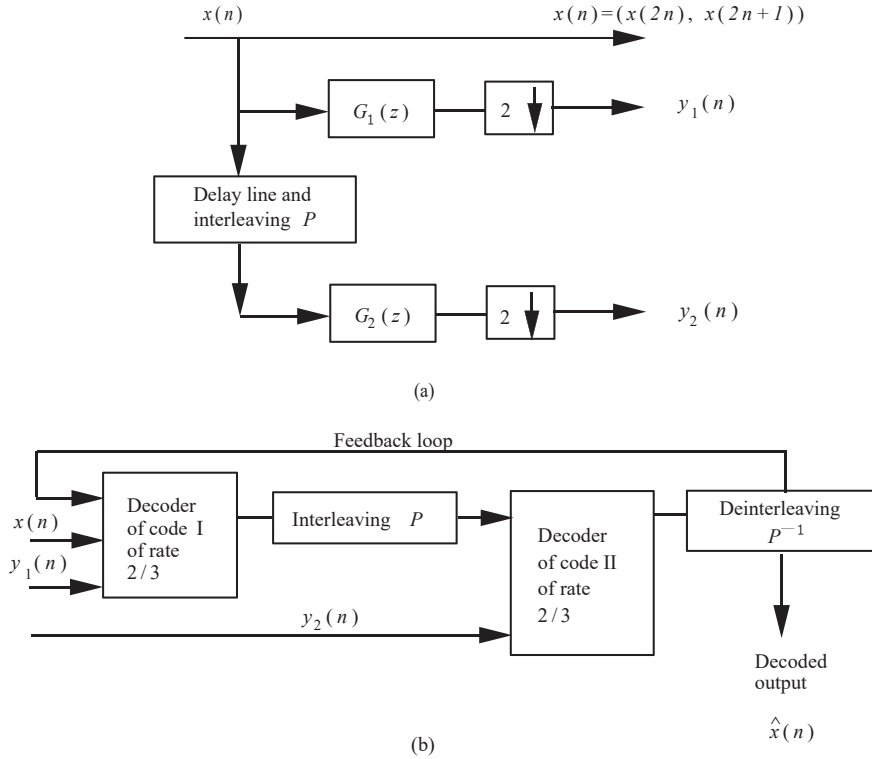 x(n)
x(n)=(x(2n), x(2n+1))
G₁(z)
2
y₁(n)
Delay line and
interleaving P
G₂(z)
2
y₂(n)
(a)
Feedback loop
x(n)
y₁(n)
Decoder
of code I
of rate
2/3
Interleaving P
y₂(n)
Decoder
of code II
of rate
2/3
Deinterleaving
P⁻¹
Decoded
output
x̂(n)
(b)